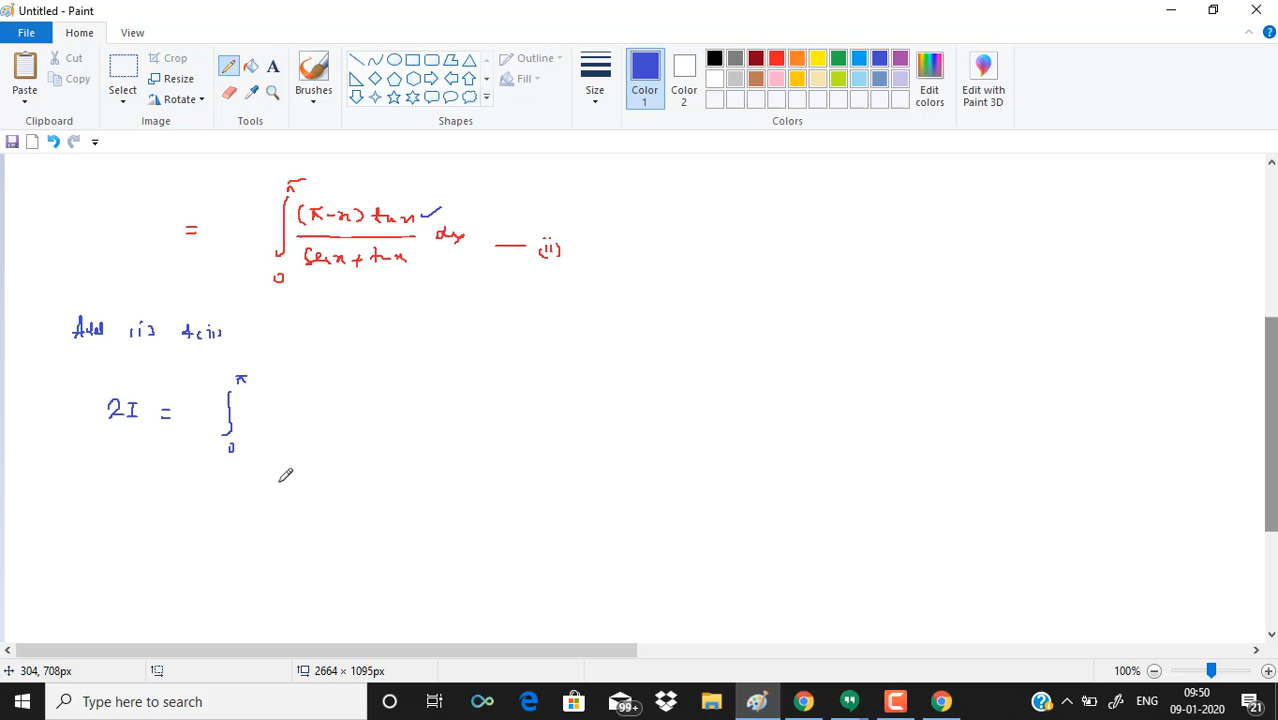 Untitled - Paint
File Home View
Cut
Copy
Paste
Crop
Resize
Rotate
Select
Brushes
Outline
Fill
Size
Color 1
Color 2
Edit colors
Edit with Paint 3D
Clipboard Image Tools Shapes Colors
π
= ∫ (π-x) tan x ✓
dx — (ii)
Sec x + tan x
0
Add (i) & (ii)
π
2I = ∫
0
304, 708px 2664 × 1095px 100%
Type here to search 99+ ENG 09:50
09-01-2020 21